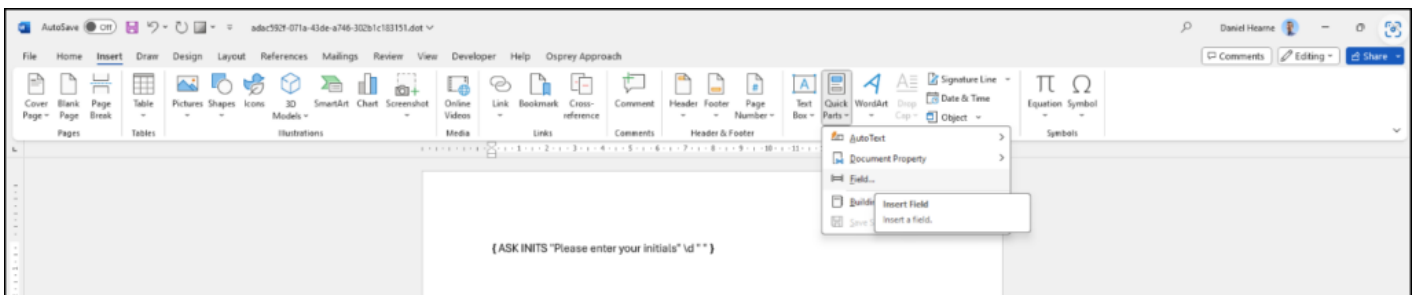 AutoSave Off adac592f-071a-43de-a746-302b1c183151.dot Daniel Hearne
File Home Insert Draw Design Layout References Mailings Review View Developer Help Osprey Approach Comments Editing Share
Cover Page Blank Page Page Break Table Pictures Shapes Icons 3D Models SmartArt Chart Screenshot Online Videos Link Bookmark Cross-reference Comment Header Footer Page Number Text Box Quick Parts WordArt Drop Cap Signature Line Date & Time Object Equation Symbol
Pages Tables Illustrations Media Links Comments Header & Footer Symbols
AutoText
Document Property
Field...
Insert Field
Insert a field.
{ ASK INITS "Please enter your initials" \d " " }